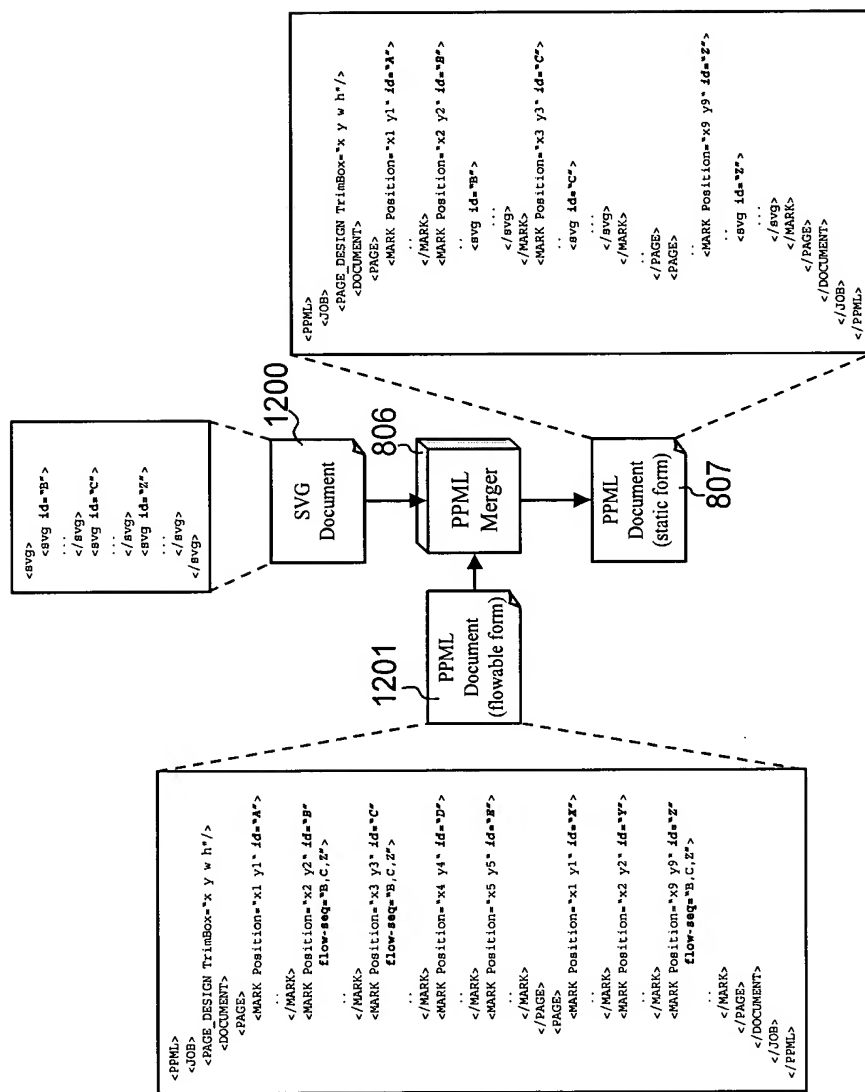 <PPML>
<JOB>
<PAGE_DESIGN TrimBox="x y w h"/>
<DOCUMENT>
<PAGE>
<MARK Position="x1 y1" id="A">
..
</MARK>
<MARK Position="x2 y2" id="B"
flow-seq="B,C,Z">
..
</MARK>
<MARK Position="x3 y3" id="C"
flow-seq="B,C,Z">
..
</MARK>
<MARK Position="x4 y4" id="D">
..
</MARK>
<MARK Position="x5 y5" id="E">
..
</MARK>
</PAGE>
<PAGE>
<MARK Position="x1 y1" id="X">
..
</MARK>
<MARK Position="x2 y2" id="Y">
..
</MARK>
<MARK Position="x9 y9" id="Z"
flow-seq="B,C,Z">
..
</MARK>
</PAGE>
</DOCUMENT>
</JOB>
</PPML>
1201
PPML
Document
(flowable form)
<svg>
<svg id="B">
...
</svg>
<svg id="C">
...
</svg>
<svg id="Z">
...
</svg>
</svg>
1200
SVG
Document
806
PPML
Merger
PPML
Document
(static form)
807
<PPML>
<JOB>
<PAGE_DESIGN TrimBox="x y w h"/>
<DOCUMENT>
<PAGE>
<MARK Position="x1 y1" id="A">
..
</MARK>
<MARK Position="x2 y2" id="B">
..
<svg id="B">
...
</svg>
</MARK>
<MARK Position="x3 y3" id="C">
..
<svg id="C">
...
</svg>
</MARK>
..
</PAGE>
<PAGE>
..
<MARK Position="x9 y9" id="Z">
..
<svg id="Z">
...
</svg>
</MARK>
</PAGE>
</DOCUMENT>
</JOB>
</PPML>